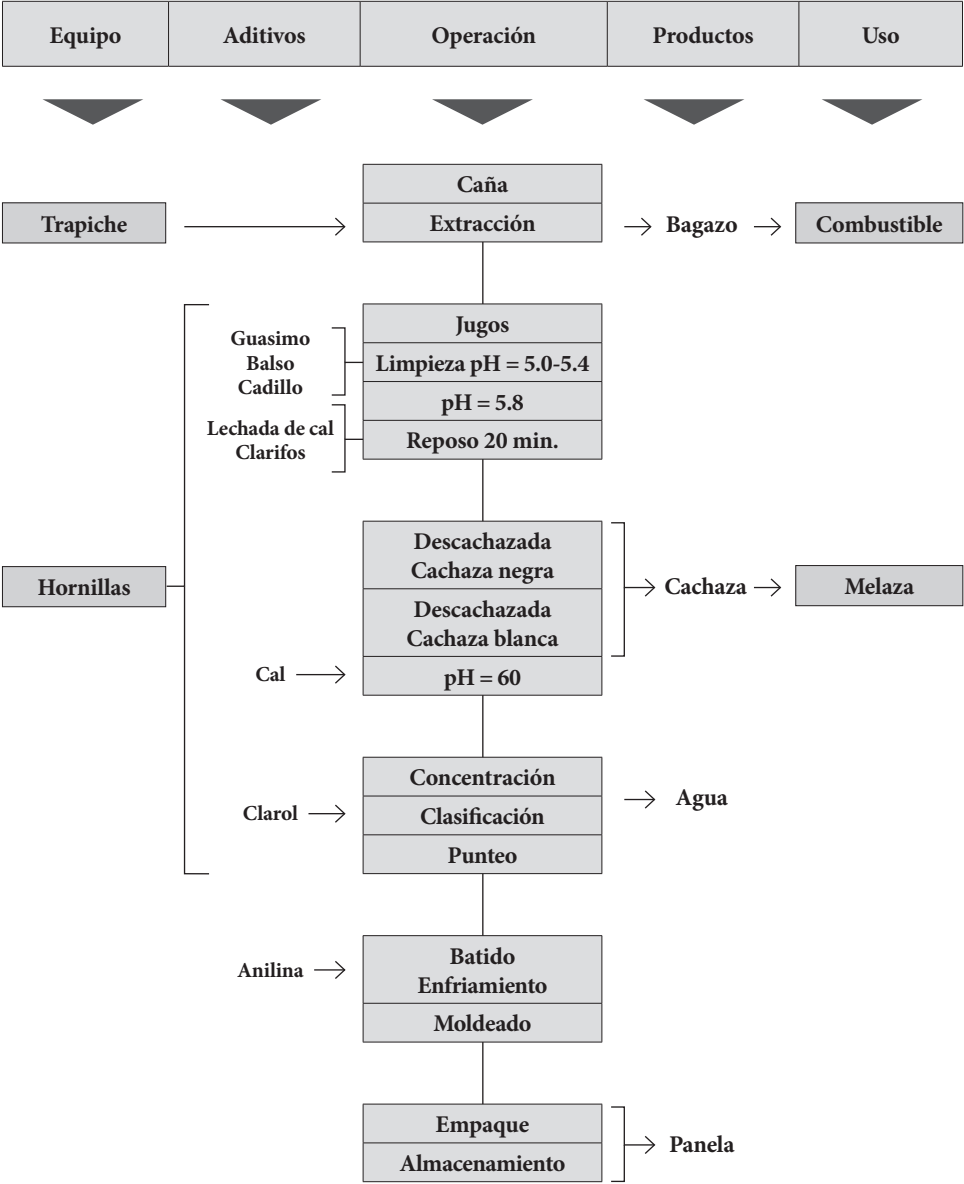 Equipo
Aditivos
Operación
Productos
Uso
Caña
Trapiche
Extracción
Bagazo
Combustible
Jugos
Guasimo
Balso
Cadillo
Limpieza pH = 5.0-5.4
pH = 5.8
Lechada de cal
Clarifos
Reposo 20 min.
Hornillas
Descachazada
Cachaza negra
Descachazada
Cachaza blanca
Cachaza
Melaza
Cal
pH = 60
Concentración
Agua
Clarol
Clasificación
Punteo
Anilina
Batido
Enfriamiento
Moldeado
Empaque
Almacenamiento
Panela